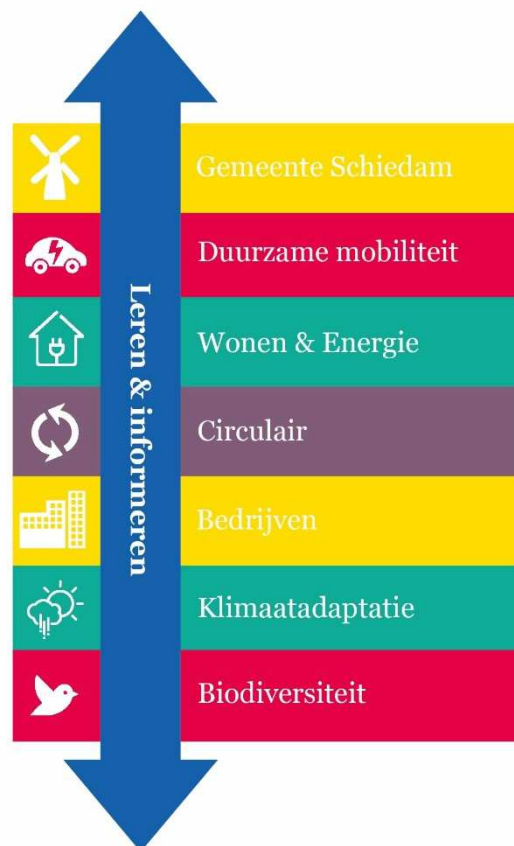 Gemeente Schiedam
Duurzame mobiliteit
Wonen & Energie
Circulair
Bedrijven
Klimaatadaptatie
Biodiversiteit
Leren & informeren